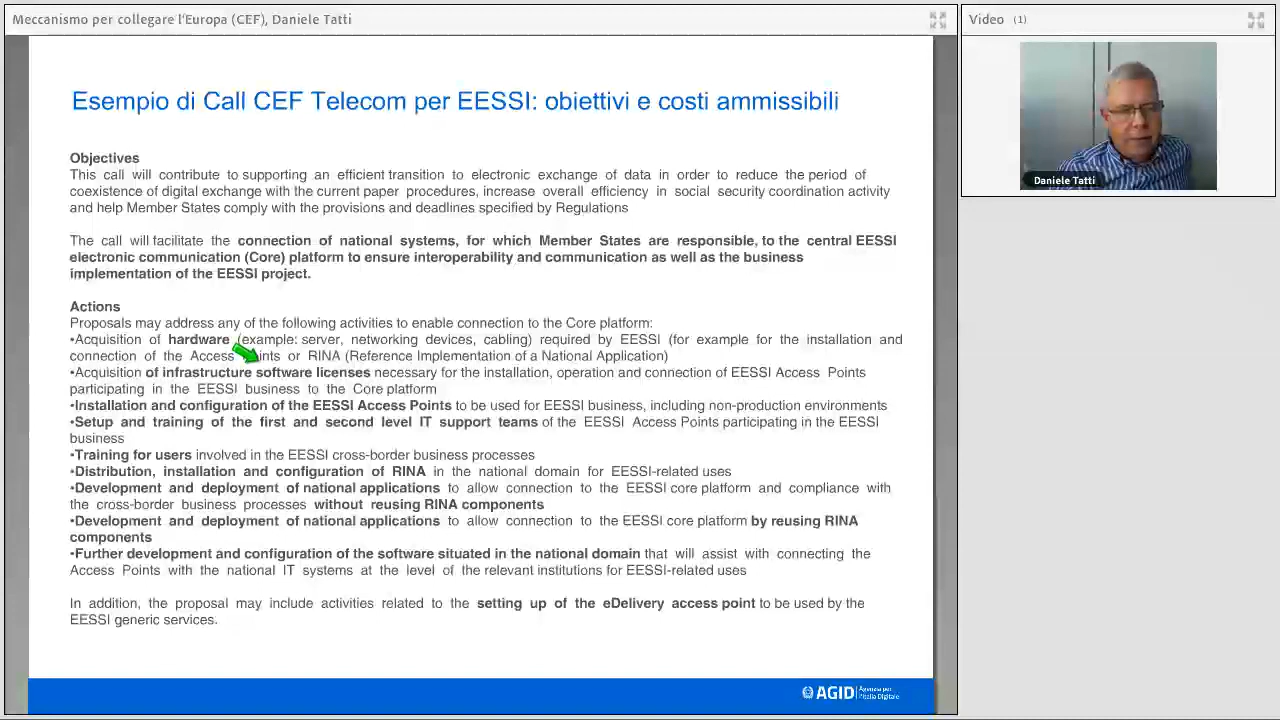 Meccanismo per collegare l'Europa (CEF), Daniele Tatti
Video (1)
Daniele Tatti
Esempio di Call CEF Telecom per EESSI: obiettivi e costi ammissibili
Objectives
This call will contribute to supporting an efficient transition to electronic exchange of data in order to reduce the period of
coexistence of digital exchange with the current paper procedures, increase overall efficiency in social security coordination activity
and help Member States comply with the provisions and deadlines specified by Regulations
The call will facilitate the connection of national systems, for which Member States are responsible, to the central EESSI
electronic communication (Core) platform to ensure interoperability and communication as well as the business
implementation of the EESSI project.
Actions
Proposals may address any of the following activities to enable connection to the Core platform:
•Acquisition of hardware (example: server, networking devices, cabling) required by EESSI (for example for the installation and
connection of the Access ints or RINA (Reference Implementation of a National Application)
•Acquisition of infrastructure software licenses necessary for the installation, operation and connection of EESSI Access Points
participating in the EESSI business to the Core platform
•Installation and configuration of the EESSI Access Points to be used for EESSI business, including non-production environments
•Setup and training of the first and second level IT support teams of the EESSI Access Points participating in the EESSI
business
•Training for users involved in the EESSI cross-border business processes
•Distribution, installation and configuration of RINA in the national domain for EESSI-related uses
•Development and deployment of national applications to allow connection to the EESSI core platform and compliance with
the cross-border business processes without reusing RINA components
•Development and deployment of national applications to allow connection to the EESSI core platform by reusing RINA
components
•Further development and configuration of the software situated in the national domain that will assist with connecting the
Access Points with the national IT systems at the level of the relevant institutions for EESSI-related uses
In addition, the proposal may include activities related to the setting up of the eDelivery access point to be used by the
EESSI generic services.
AGID Agenzia per
l'Italia Digitale